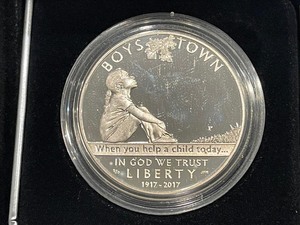 BOYS TOWN
When you help a child today...
IN GOD WE TRUST
LIBERTY
1917-2017